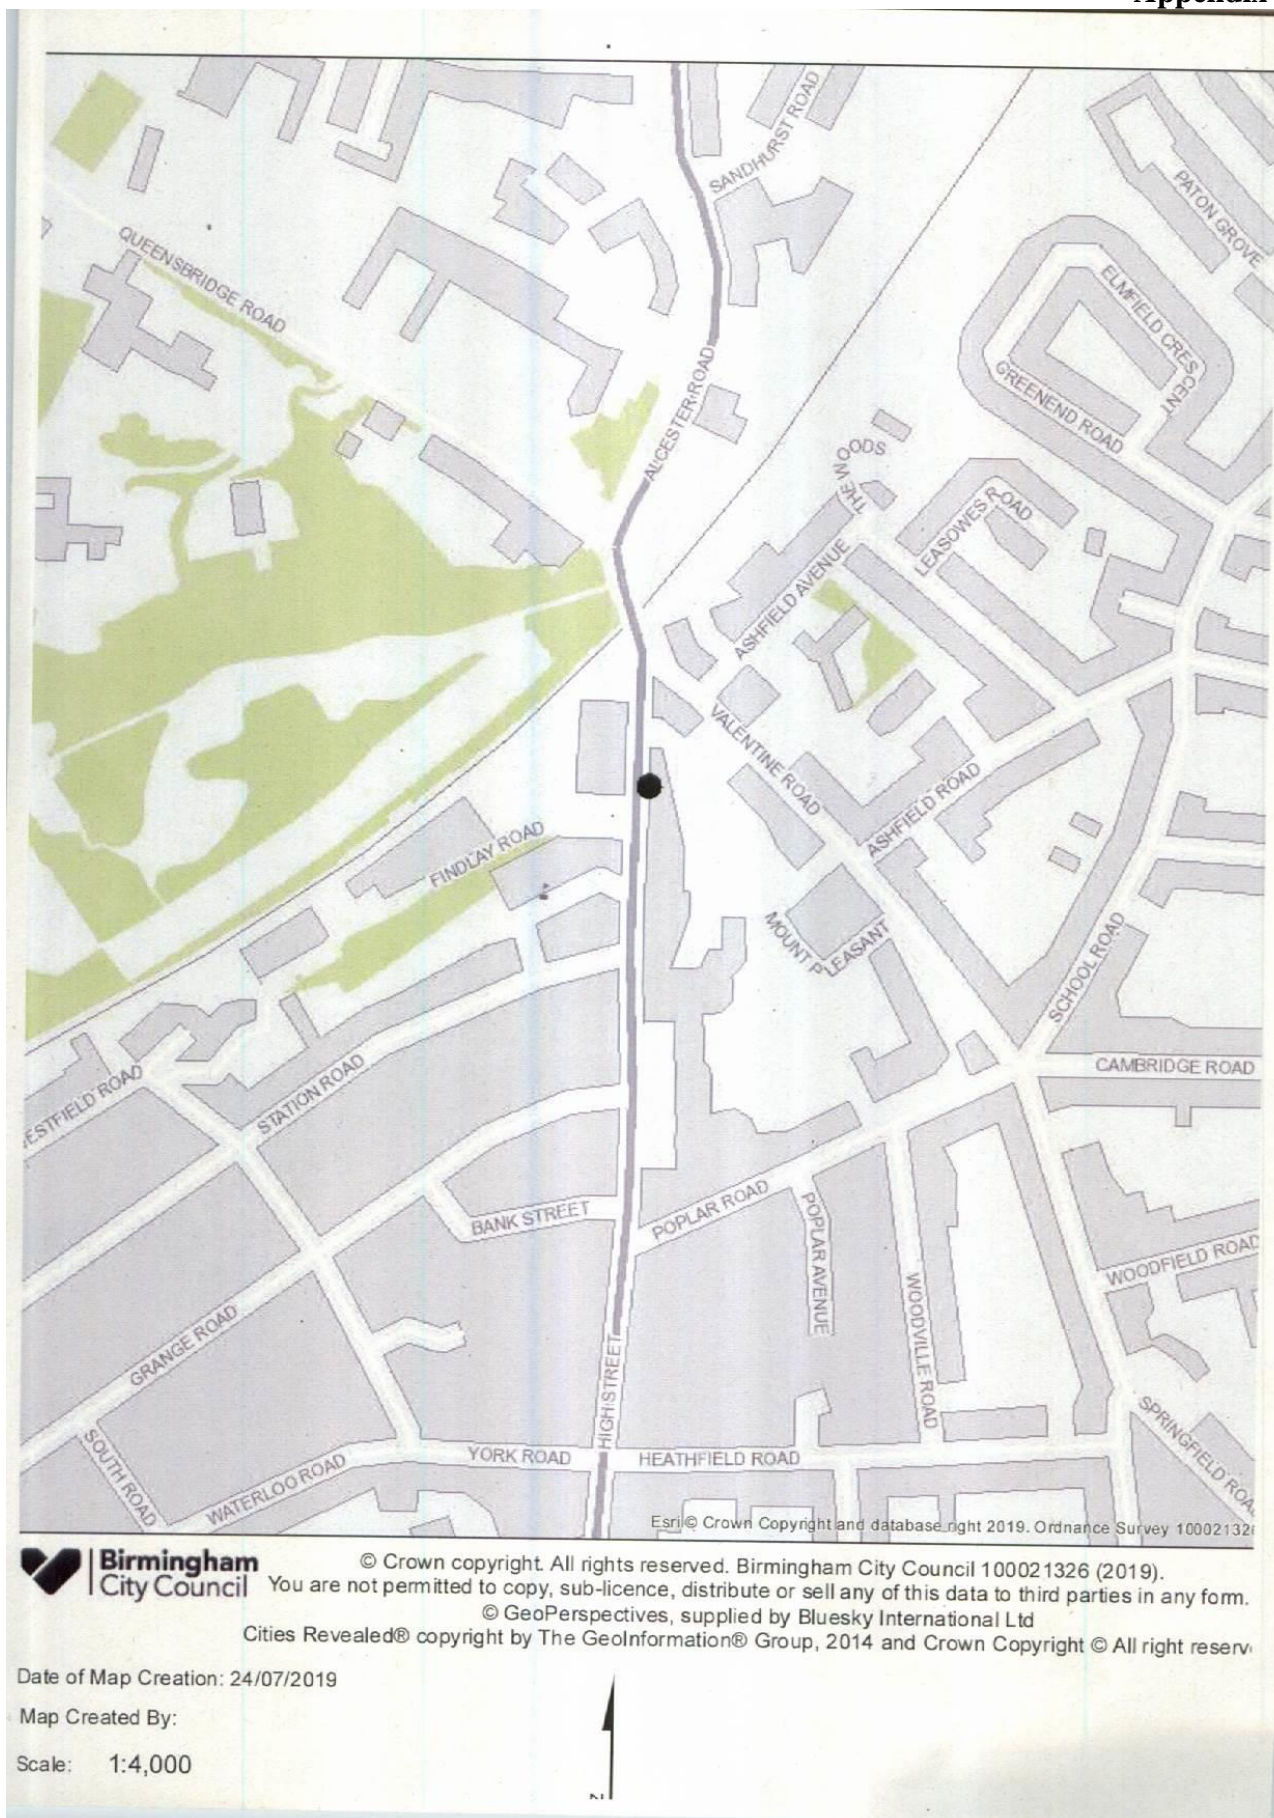 SANDHURST ROAD
PATON GROVE
QUEENSBRIDGE ROAD
ELMFIELD CRESCENT
GREENEND ROAD
ALCESTER ROAD
THE WOODS
LEASOWES ROAD
ASHFIELD AVENUE
VALENTINE ROAD
ASHFIELD ROAD
FINDLAY ROAD
MOUNT PLEASANT
SCHOOL ROAD
CAMBRIDGE ROAD
ESTFIELD ROAD
STATION ROAD
BANK STREET
POPLAR ROAD
POPLAR AVENUE
WOODFIELD ROAD
WOODVILLE ROAD
GRANGE ROAD
HIGH STREET
SPRINGFIELD ROA
SOUTH ROAD
WATERLOO ROAD
YORK ROAD
HEATHFIELD ROAD
Esri© Crown Copyright and database right 2019. Ordnance Survey 100021326
Birmingham
City Council
© Crown copyright. All rights reserved. Birmingham City Council 100021326 (2019).
You are not permitted to copy, sub-licence, distribute or sell any of this data to third parties in any form.
© GeoPerspectives, supplied by Bluesky International Ltd
Cities Revealed® copyright by The GeoInformation® Group, 2014 and Crown Copyright © All right reserv
Date of Map Creation: 24/07/2019
Map Created By:
Scale: 1:4,000
N